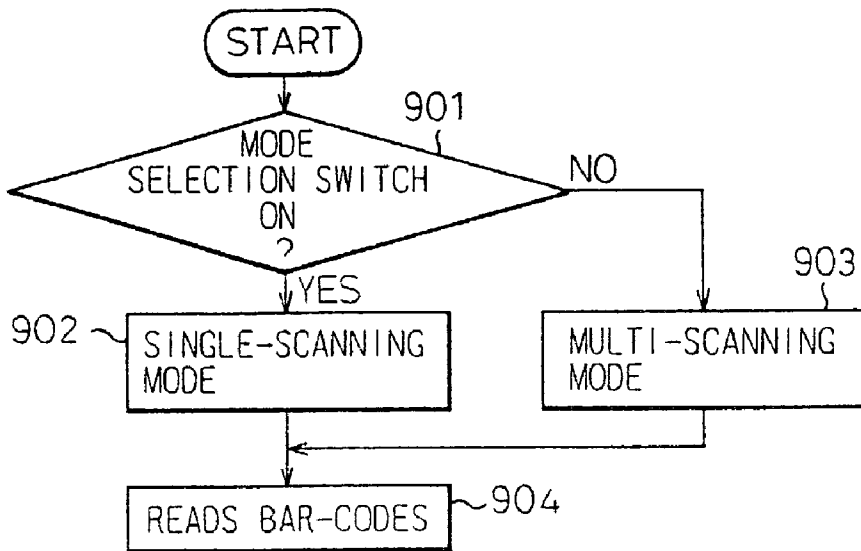 START
901
MODE
SELECTION SWITCH
ON
?
NO
YES
902
SINGLE-SCANNING
MODE
903
MULTI-SCANNING
MODE
READS BAR-CODES
904